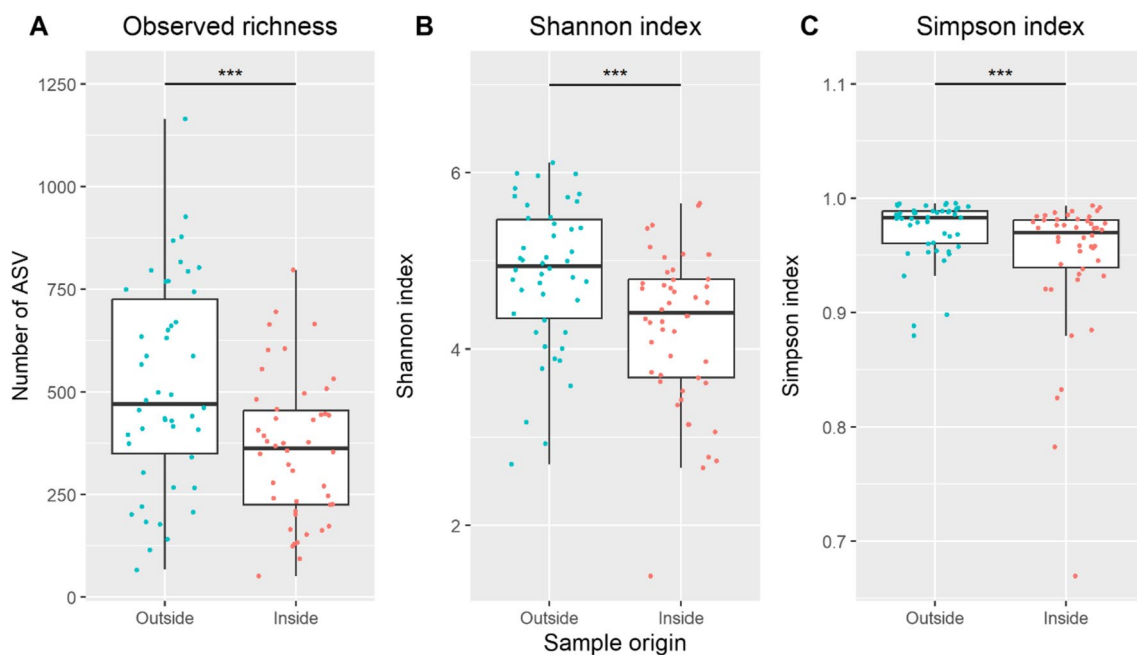 A Observed richness
***
1250
1000
750
500
250
0
Number of ASV
Outside Inside
B Shannon index
***
6
4
2
Shannon index
Outside Inside
Sample origin
C Simpson index
***
1.1
1.0
0.9
0.8
0.7
Simpson index
Outside Inside